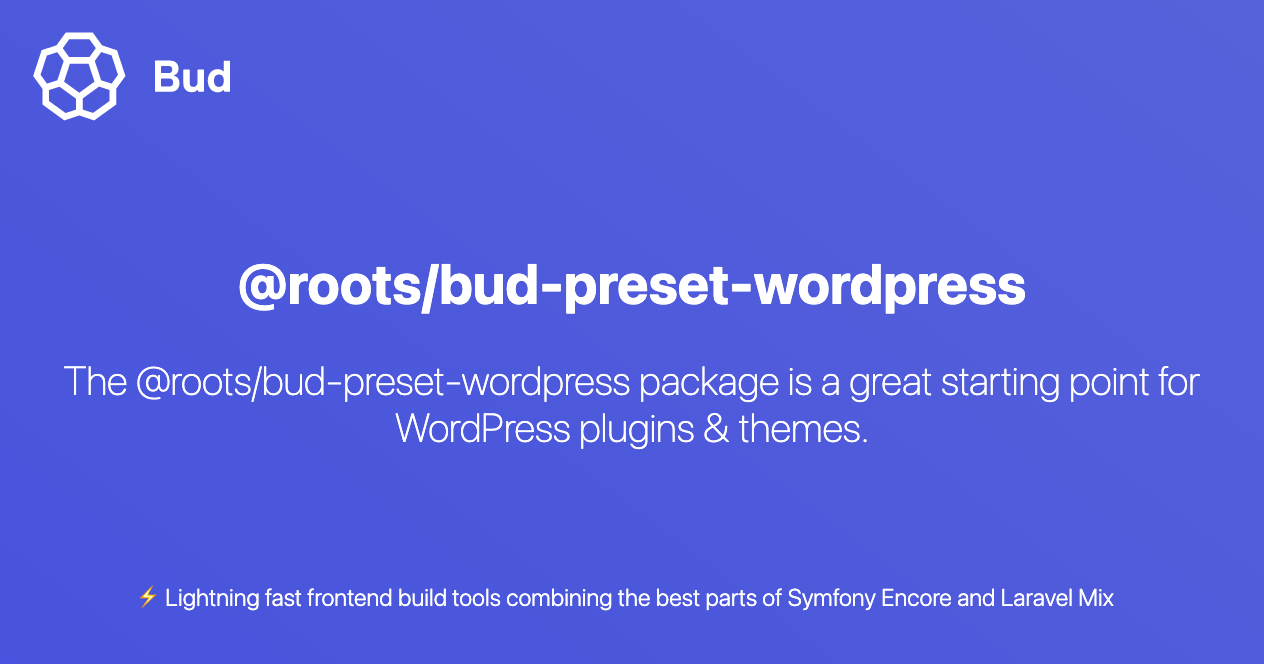 Bud
@roots/bud-preset-wordpress
The @roots/bud-preset-wordpress package is a great starting point for
WordPress plugins & themes.
⚡ Lightning fast frontend build tools combining the best parts of Symfony Encore and Laravel Mix